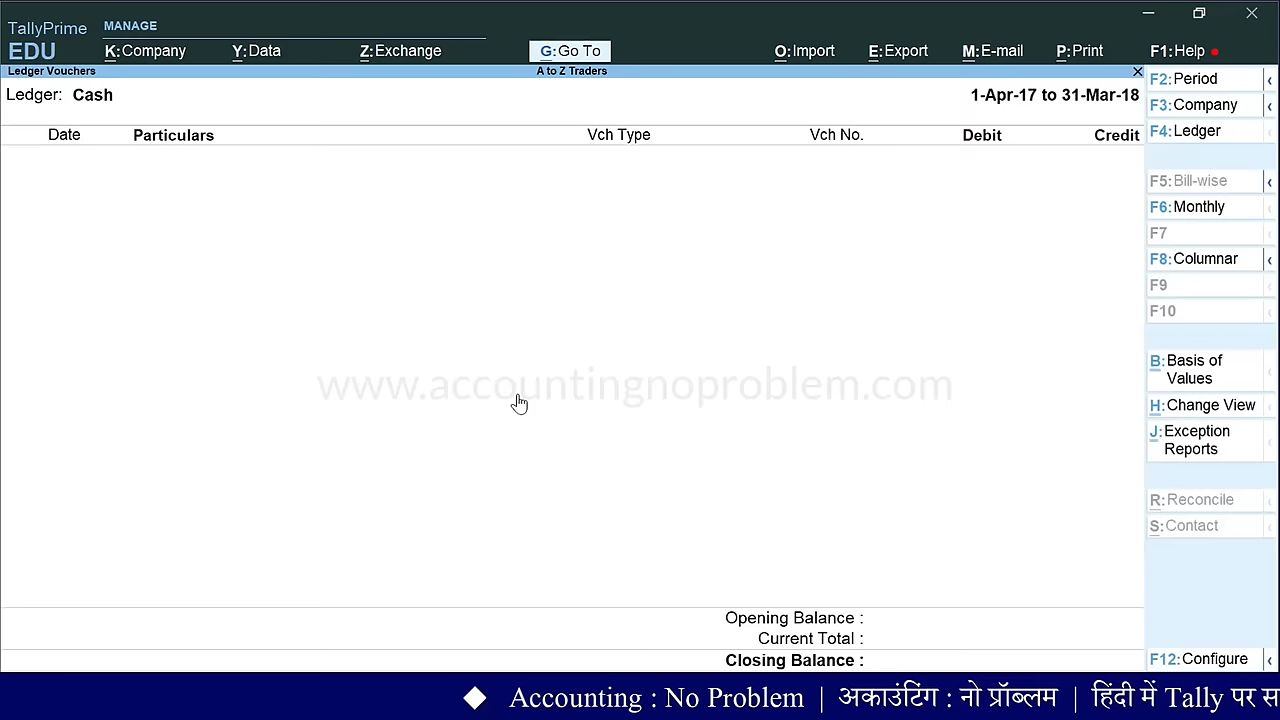 TallyPrime
EDU
MANAGE
K:Company Y:Data Z:Exchange G:Go To O:Import E:Export M:E-mail P:Print F1:Help
Ledger Vouchers A to Z Traders
Ledger: Cash 1-Apr-17 to 31-Mar-18
Date Particulars Vch Type Vch No. Debit Credit
www.accountingnoproblem.com
Opening Balance :
Current Total :
Closing Balance :
F2:Period
F3:Company
F4:Ledger
F5:Bill-wise
F6:Monthly
F7
F8:Columnar
F9
F10
B:Basis of
Values
H:Change View
J:Exception
Reports
R:Reconcile
S:Contact
F12:Configure
◆ Accounting : No Problem | अकाउंटिंग : नो प्रॉब्लम | हिंदी में Tally पर स